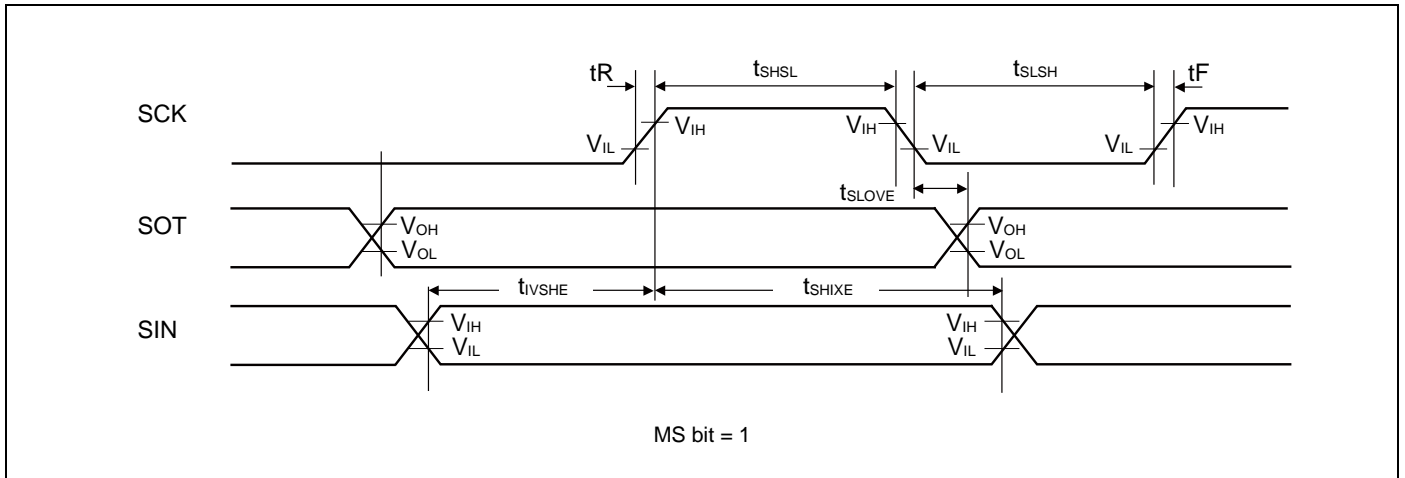 tR tSHSL tSLSH tF
SCK
VIH VIH VIH
VIL VIL VIL
tSLOVE
SOT
VOH VOH
VOL VOL
tIVSHE tSHIXE
SIN
VIH VIH
VIL VIL
MS bit = 1